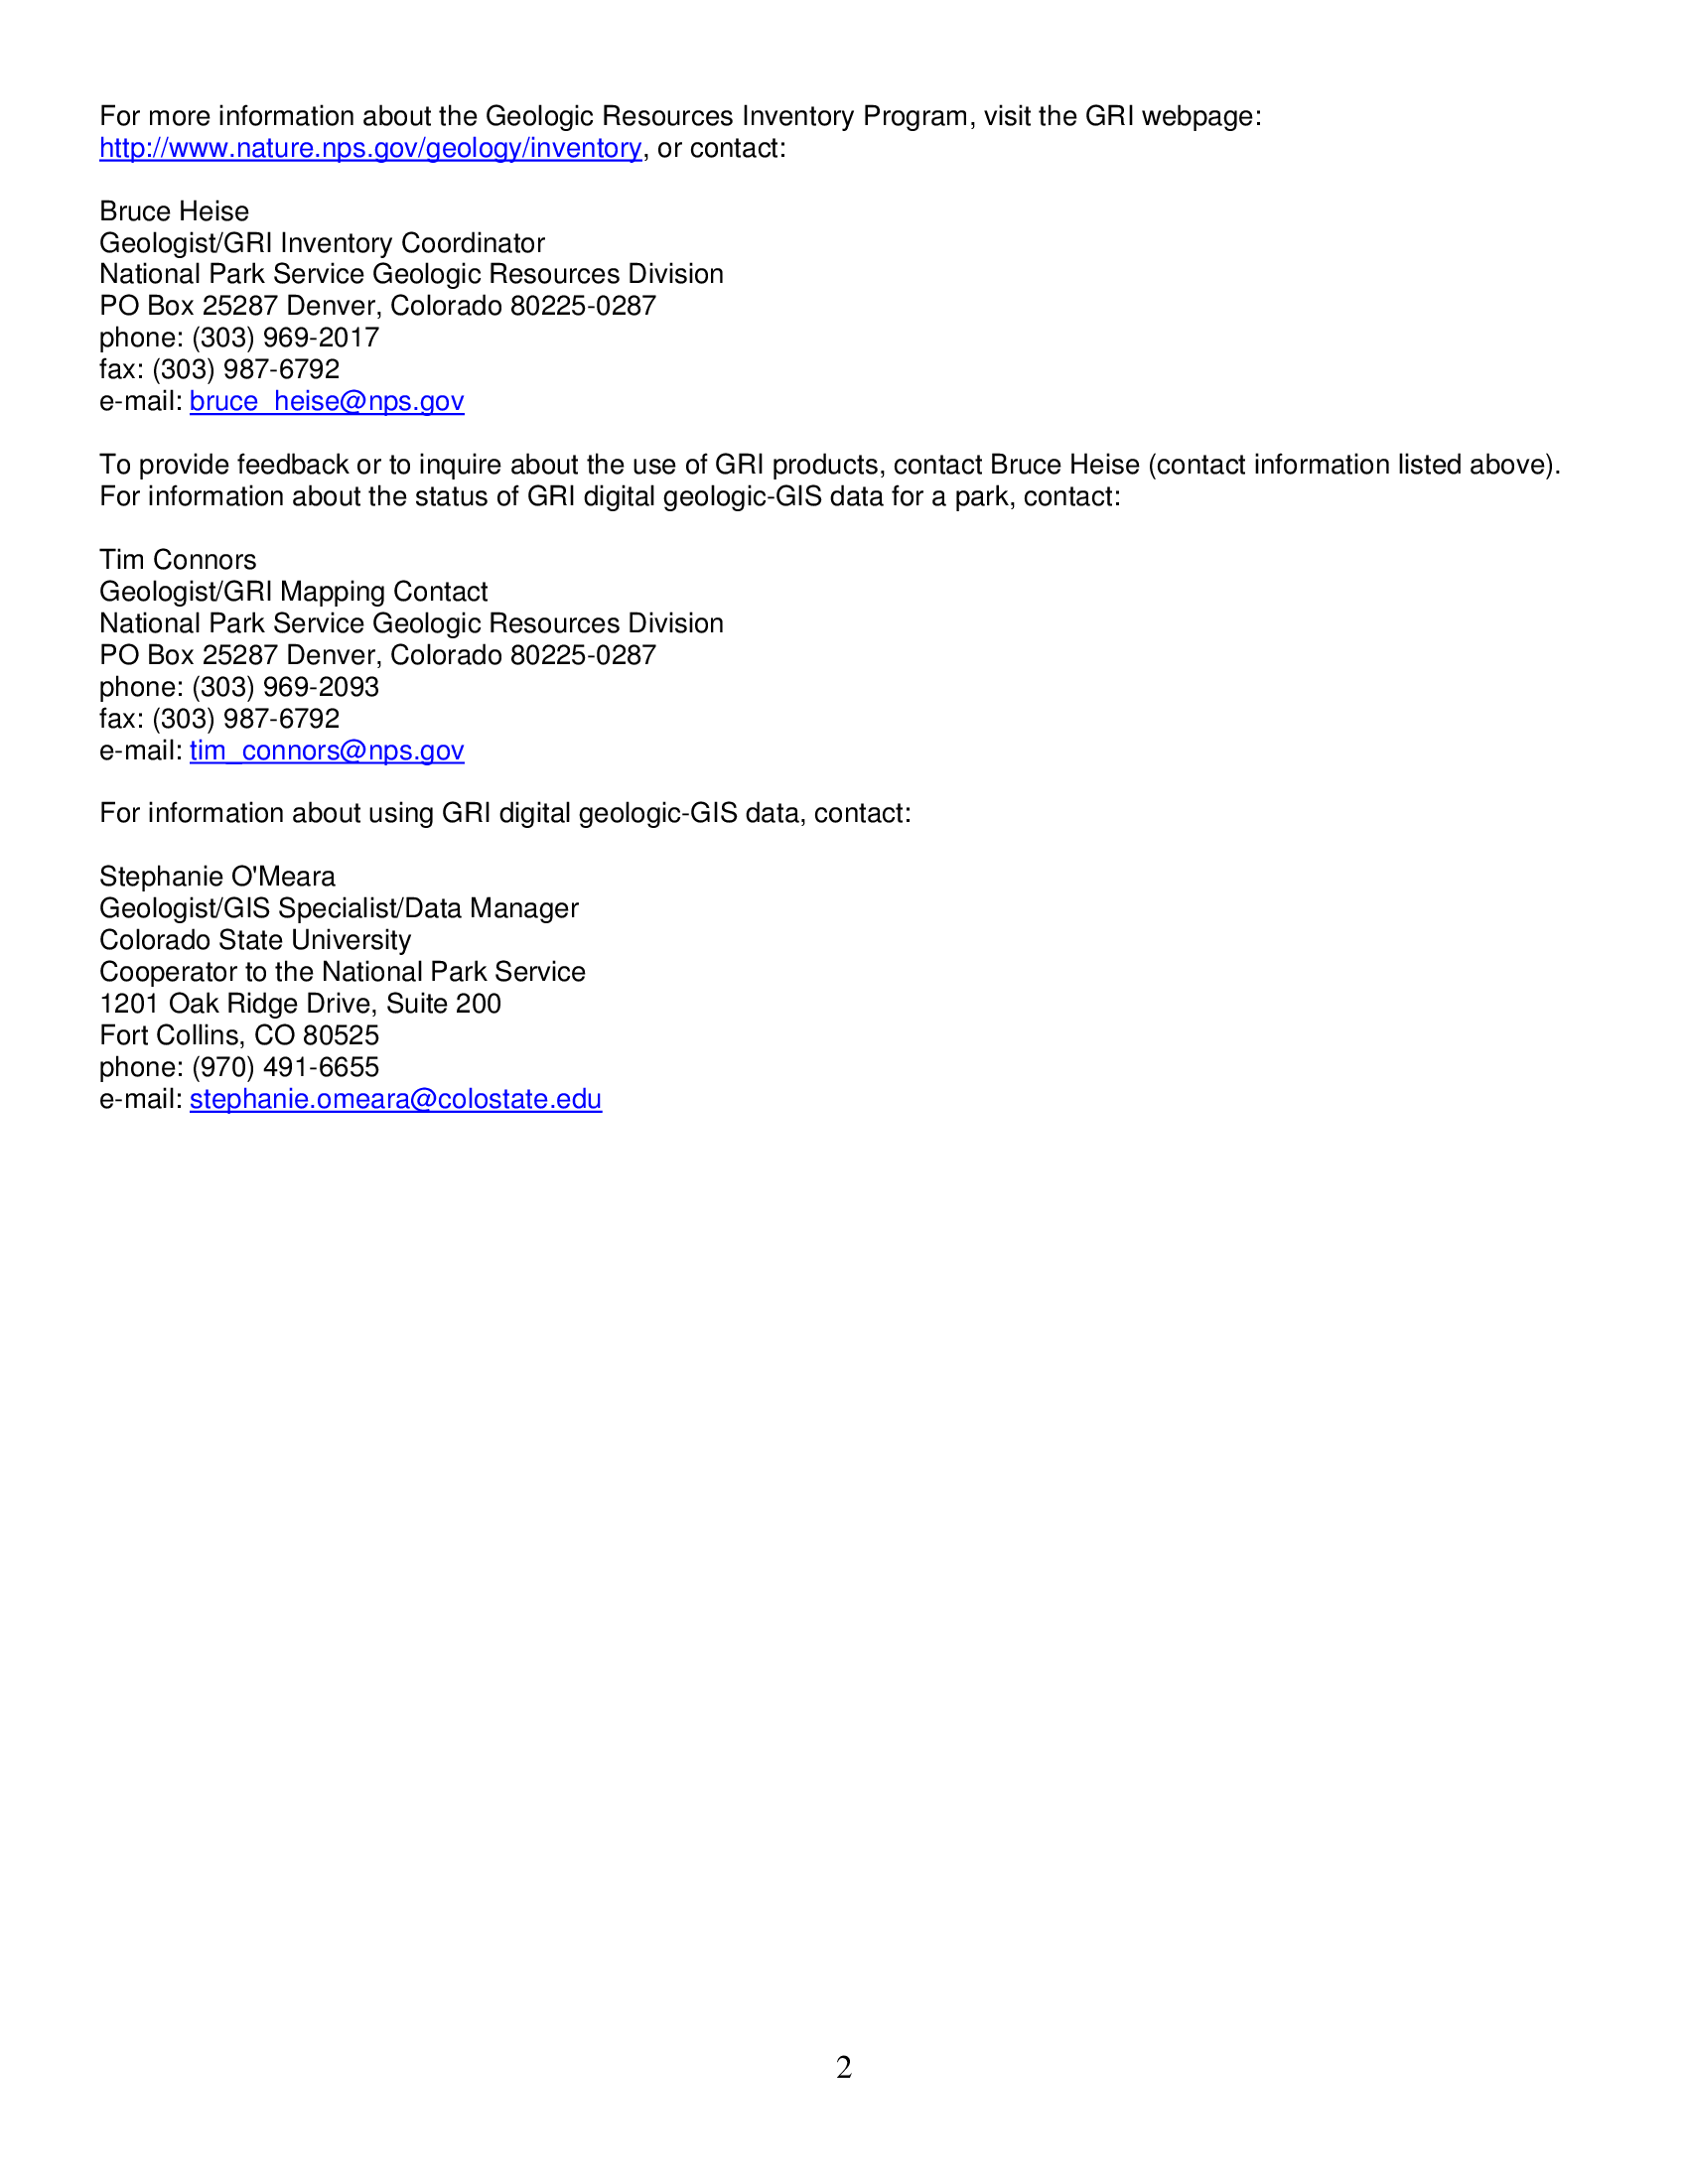 For more information about the Geologic Resources Inventory Program, visit the GRI webpage:
http://www.nature.nps.gov/geology/inventory, or contact:
Bruce Heise
Geologist/GRI Inventory Coordinator
National Park Service Geologic Resources Division
PO Box 25287 Denver, Colorado 80225-0287
phone: (303) 969-2017
fax: (303) 987-6792
e-mail: bruce_heise@nps.gov
To provide feedback or to inquire about the use of GRI products, contact Bruce Heise (contact information listed above).
For information about the status of GRI digital geologic-GIS data for a park, contact:
Tim Connors
Geologist/GRI Mapping Contact
National Park Service Geologic Resources Division
PO Box 25287 Denver, Colorado 80225-0287
phone: (303) 969-2093
fax: (303) 987-6792
e-mail: tim_connors@nps.gov
For information about using GRI digital geologic-GIS data, contact:
Stephanie O'Meara
Geologist/GIS Specialist/Data Manager
Colorado State University
Cooperator to the National Park Service
1201 Oak Ridge Drive, Suite 200
Fort Collins, CO 80525
phone: (970) 491-6655
e-mail: stephanie.omeara@colostate.edu
2